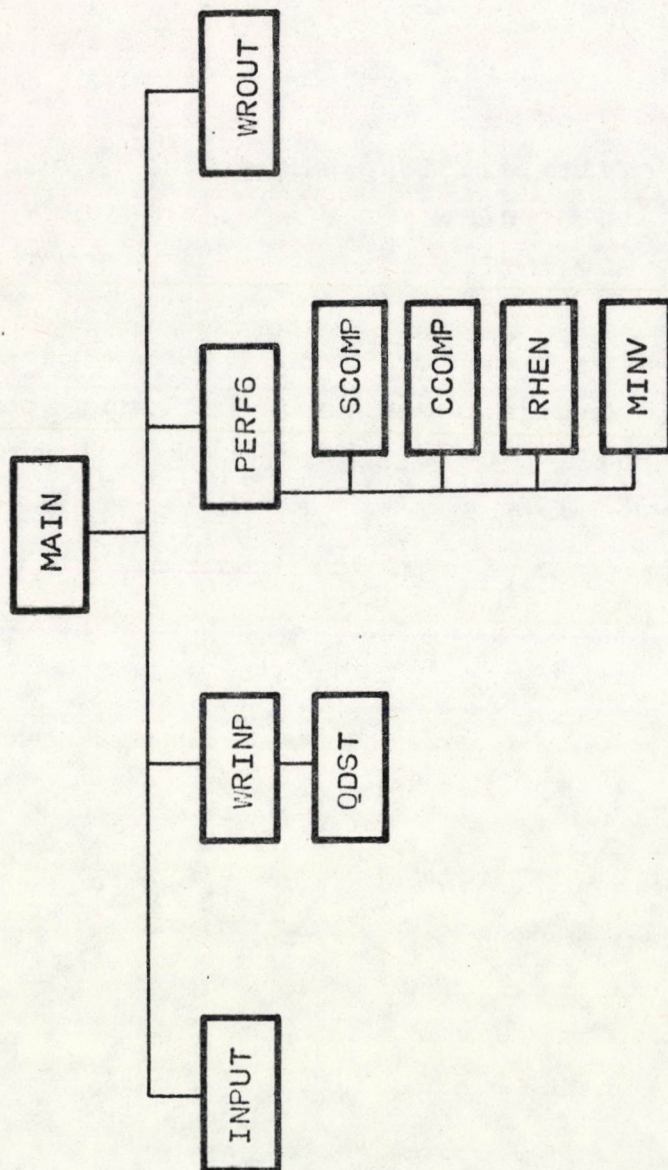 MAIN
INPUT
WRINP
PERF6
WROUT
QDST
SCOMP
CCOMP
RHEN
MINV